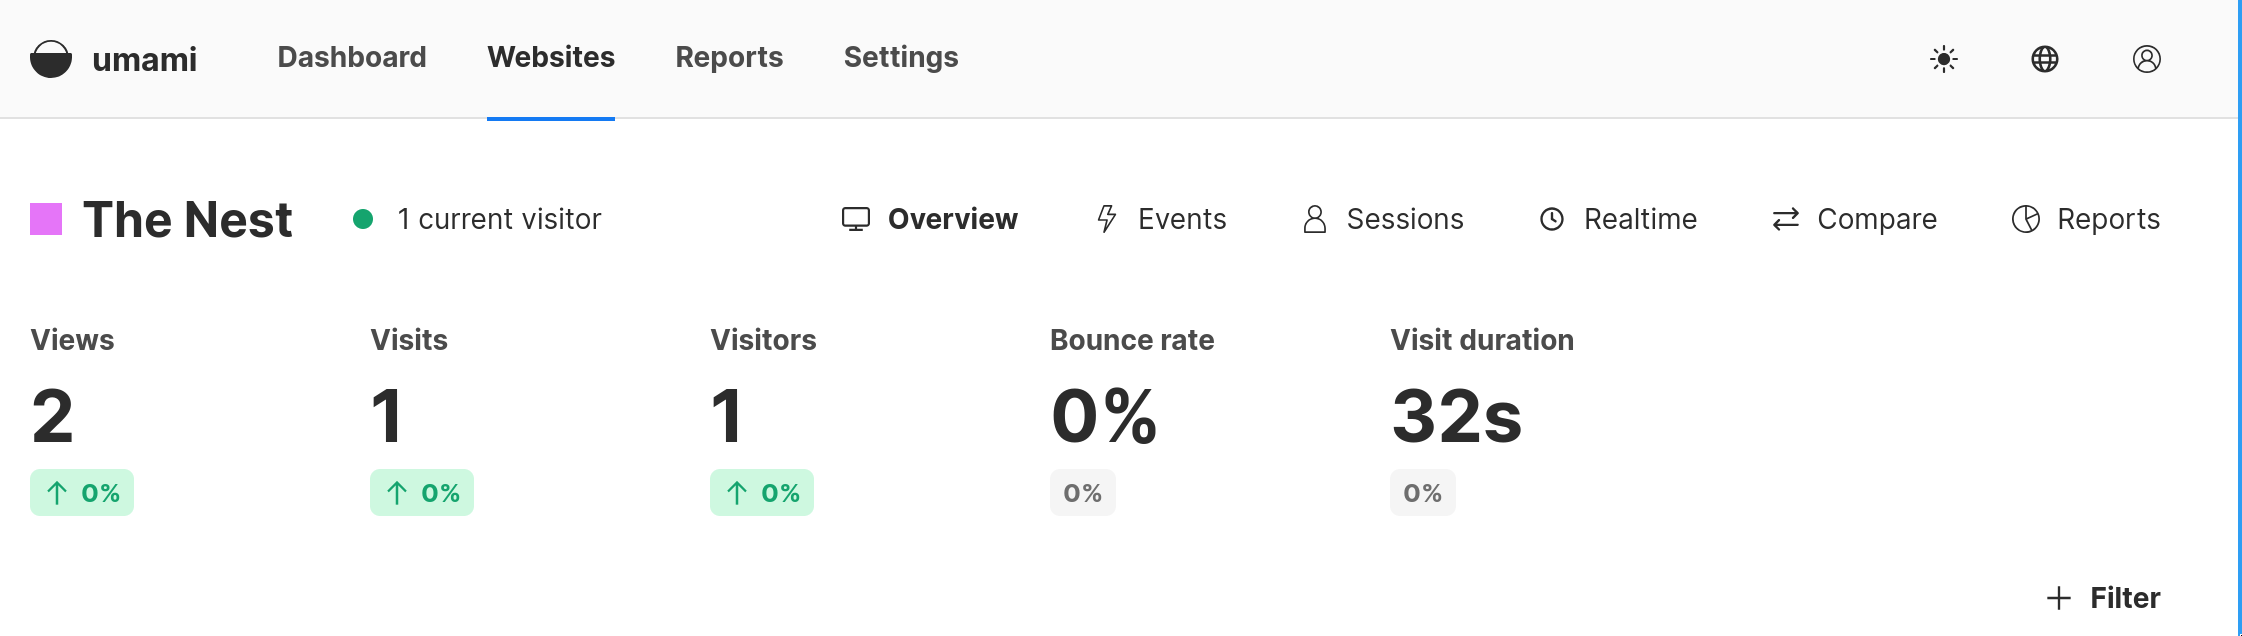 umami Dashboard Websites Reports Settings
The Nest 1 current visitor Overview Events Sessions Realtime Compare Reports
Views Visits Visitors Bounce rate Visit duration
2 1 1 0% 32s
↑ 0% ↑ 0% ↑ 0% 0% 0%
+ Filter